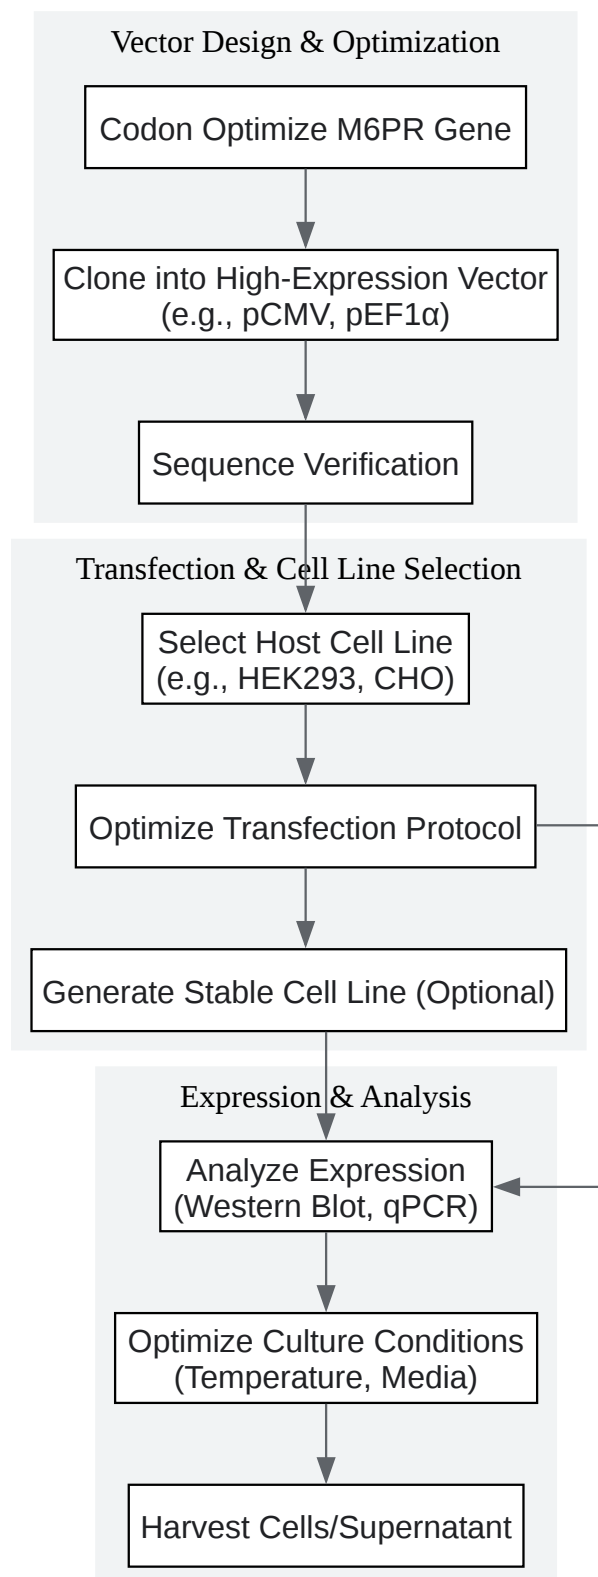 Vector Design & Optimization
Codon Optimize M6PR Gene
Clone into High-Expression Vector
(e.g., pCMV, pEF1α)
Sequence Verification
Transfection & Cell Line Selection
Select Host Cell Line
(e.g., HEK293, CHO)
Optimize Transfection Protocol
Generate Stable Cell Line (Optional)
Expression & Analysis
Analyze Expression
(Western Blot, qPCR)
Optimize Culture Conditions
(Temperature, Media)
Harvest Cells/Supernatant